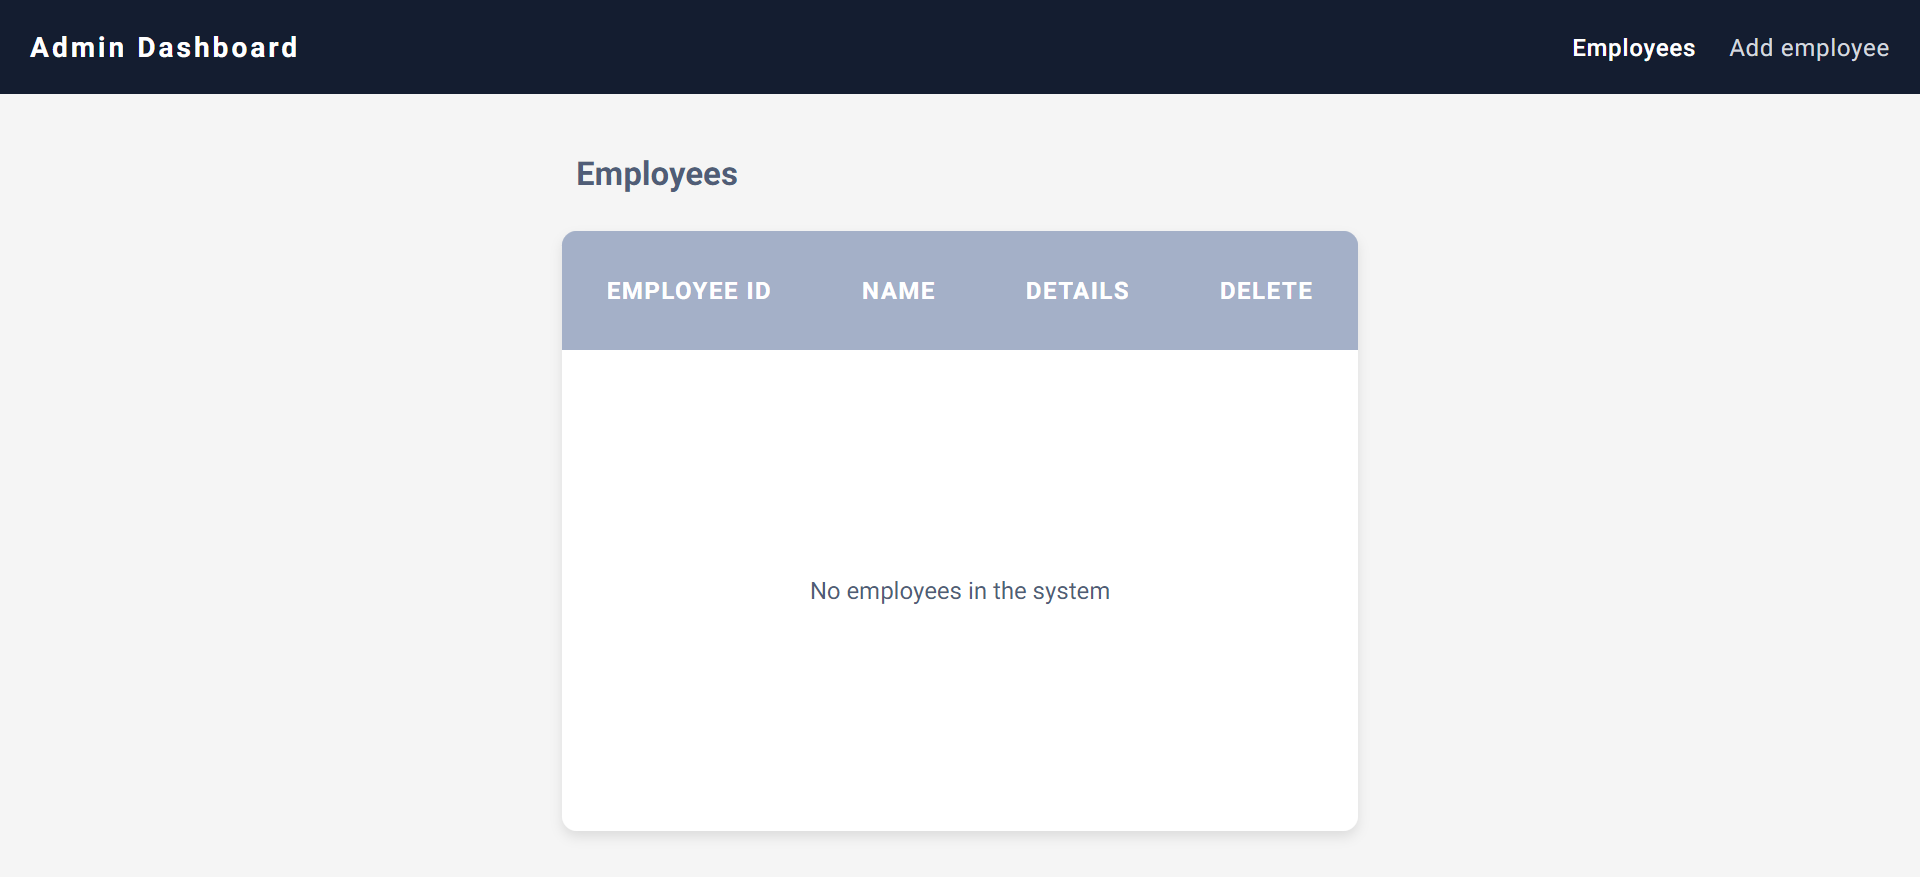 Admin Dashboard Employees Add employee
Employees
EMPLOYEE ID NAME DETAILS DELETE
No employees in the system